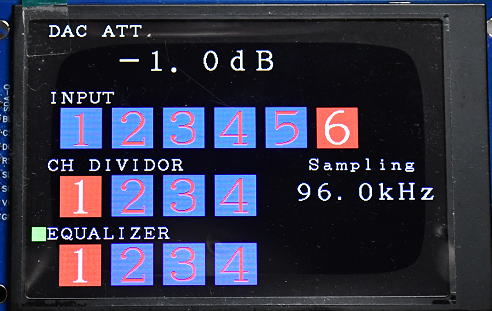 DAC ATT.
-1.0dB
INPUT
1 2 3 4 5 6
CH DIVIDOR
Sampling
1 2 3 4
96.0kHz
EQUALIZER
1 2 3 4